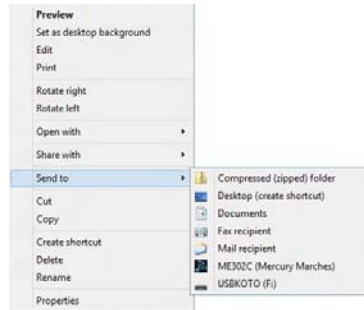 Preview
Set as desktop background
Edit
Print
Rotate right
Rotate left
Open with
Share with
Send to
Cut
Copy
Create shortcut
Delete
Rename
Properties
Compressed (zipped) folder
Desktop (create shortcut)
Documents
Fax recipient
Mail recipient
ME302C (Mercury Marches)
USBKOTO (F:)